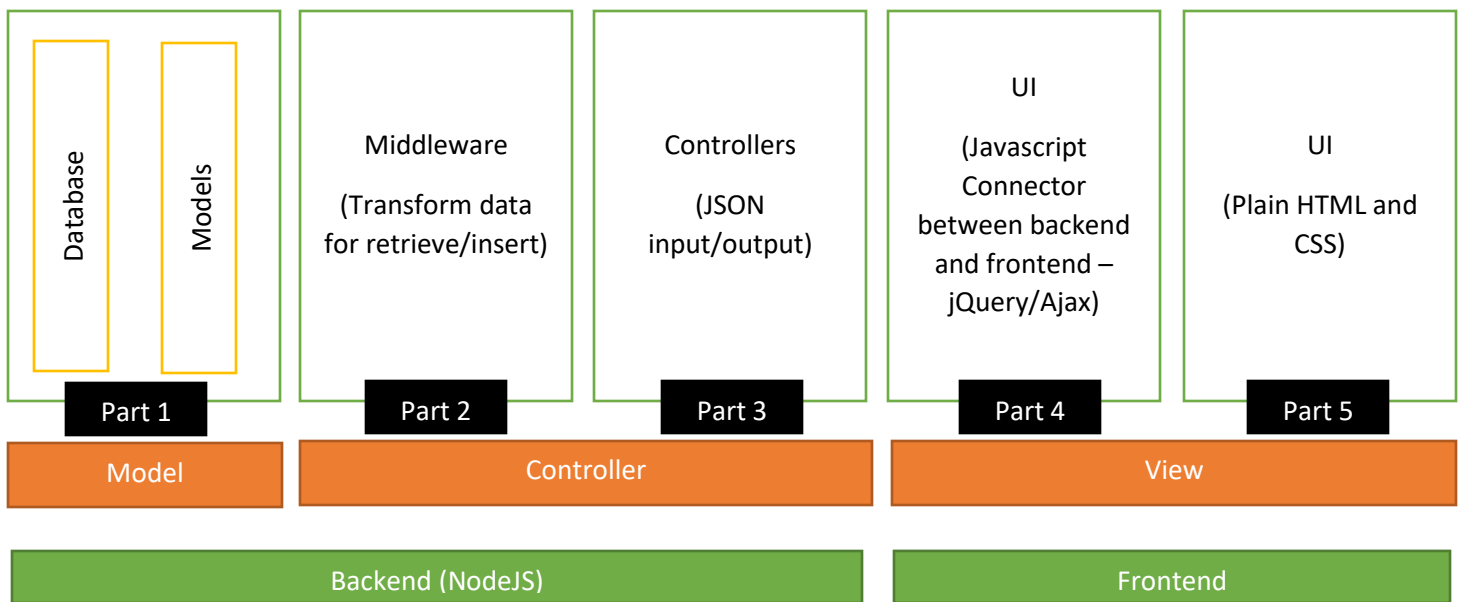 Database
Models
Part 1
Middleware
(Transform data
for retrieve/insert)
Part 2
Controllers
(JSON
input/output)
Part 3
UI
(Javascript
Connector
between backend
and frontend –
jQuery/Ajax)
Part 4
UI
(Plain HTML and
CSS)
Part 5
Model
Controller
View
Backend (NodeJS)
Frontend